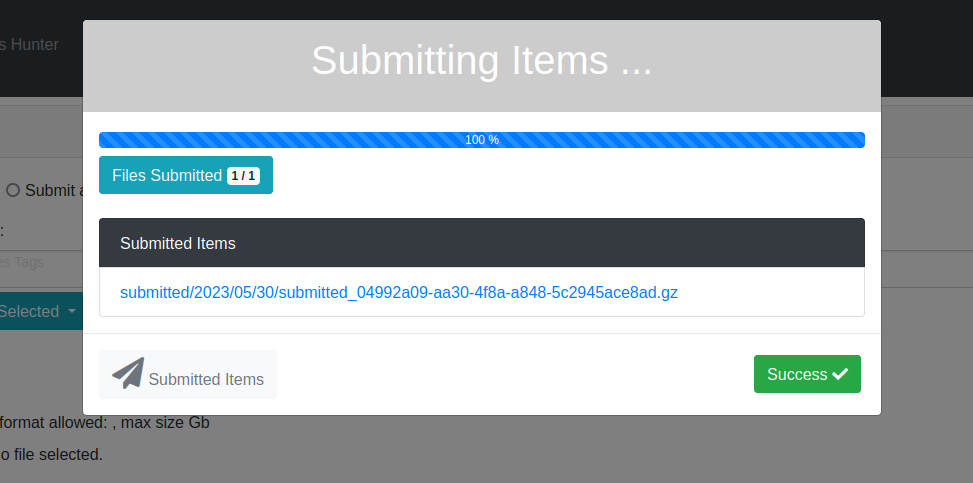 s Hunter
Submitting Items ...
100 %
Files Submitted 1 / 1
Submit a
:
Submitted Items
es Tags
submitted/2023/05/30/submitted_04992a09-aa30-4f8a-a848-5c2945ace8ad.gz
Selected
Submitted Items
Success
format allowed: , max size Gb
o file selected.